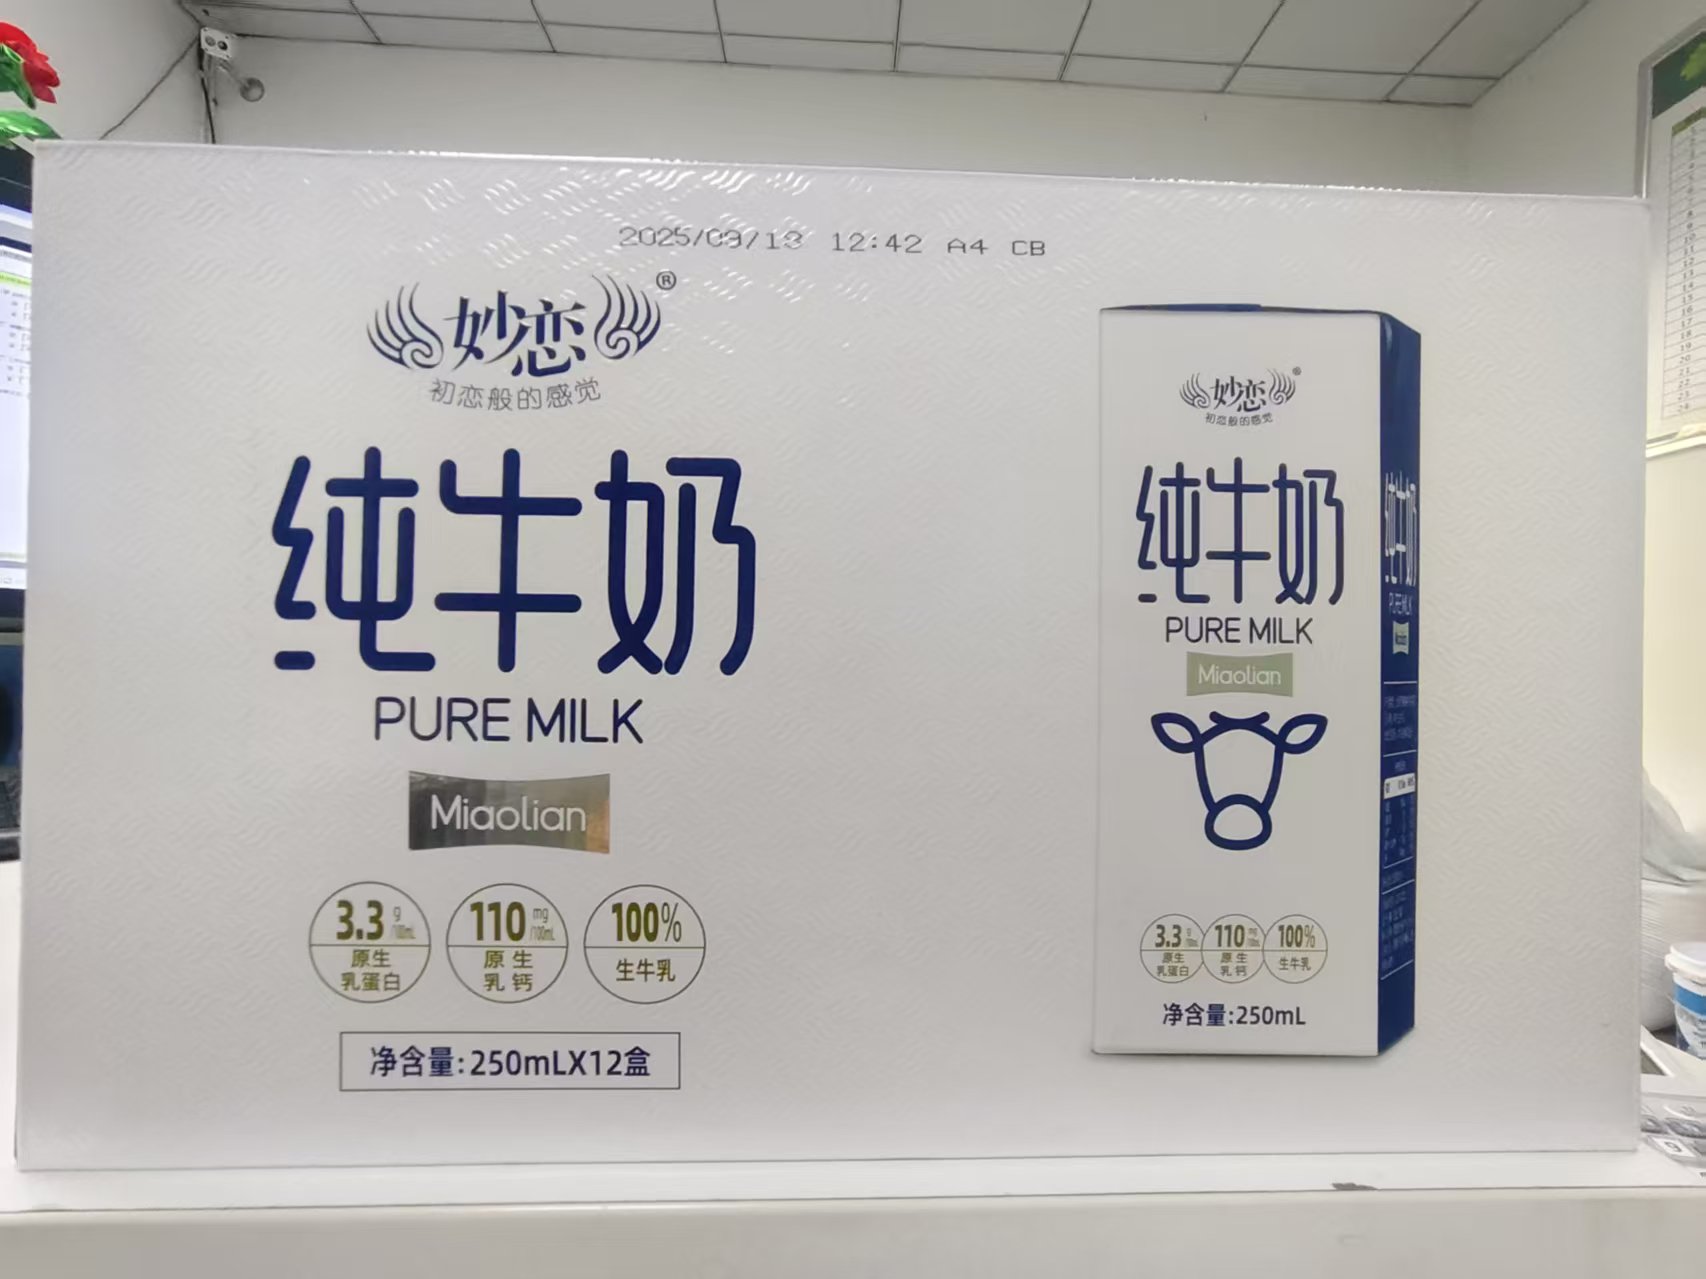 2025/09/13 12:42 A4 CB
妙恋®
初恋般的感觉
纯牛奶
PURE MILK
Miaolian
3.3 g/100mL
原生
乳蛋白
110 mg/100mL
原生
乳钙
100%
生牛乳
净含量:250mLX12盒
妙恋®
初恋般的感觉
纯牛奶
PURE MILK
Miaolian
3.3 g/100mL
原生
乳蛋白
110 mg/100mL
原生
乳钙
100%
生牛乳
净含量:250mL
纯牛奶
PURE MILK